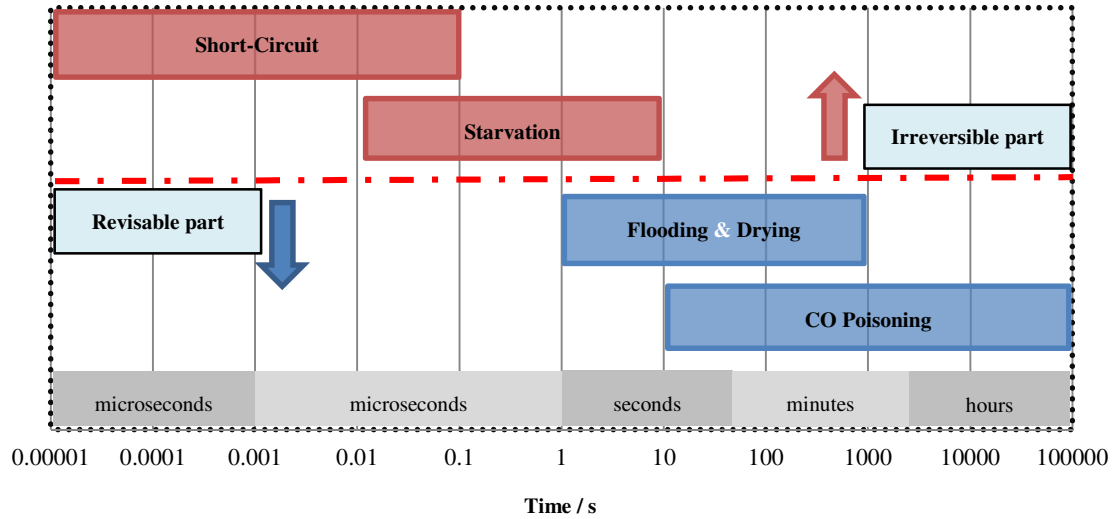 Short-Circuit
Starvation
Irreversible part
Revisable part
Flooding & Drying
CO Poisoning
microseconds microseconds seconds minutes hours
0.00001 0.0001 0.001 0.01 0.1 1 10 100 1000 10000 100000
Time / s